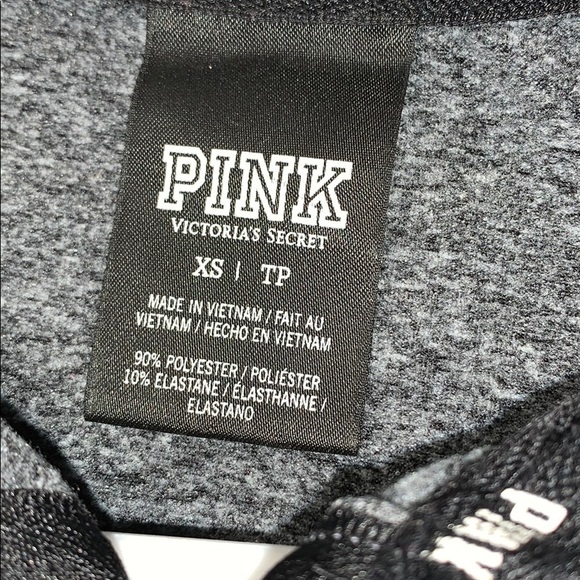 PINK
VICTORIA'S SECRET
XS | TP
MADE IN VIETNAM / FAIT AU
VIETNAM / HECHO EN VIETNAM
90% POLYESTER / POLIÉSTER
10% ELASTANE / ÉLASTHANNE /
ELASTANO
PINK